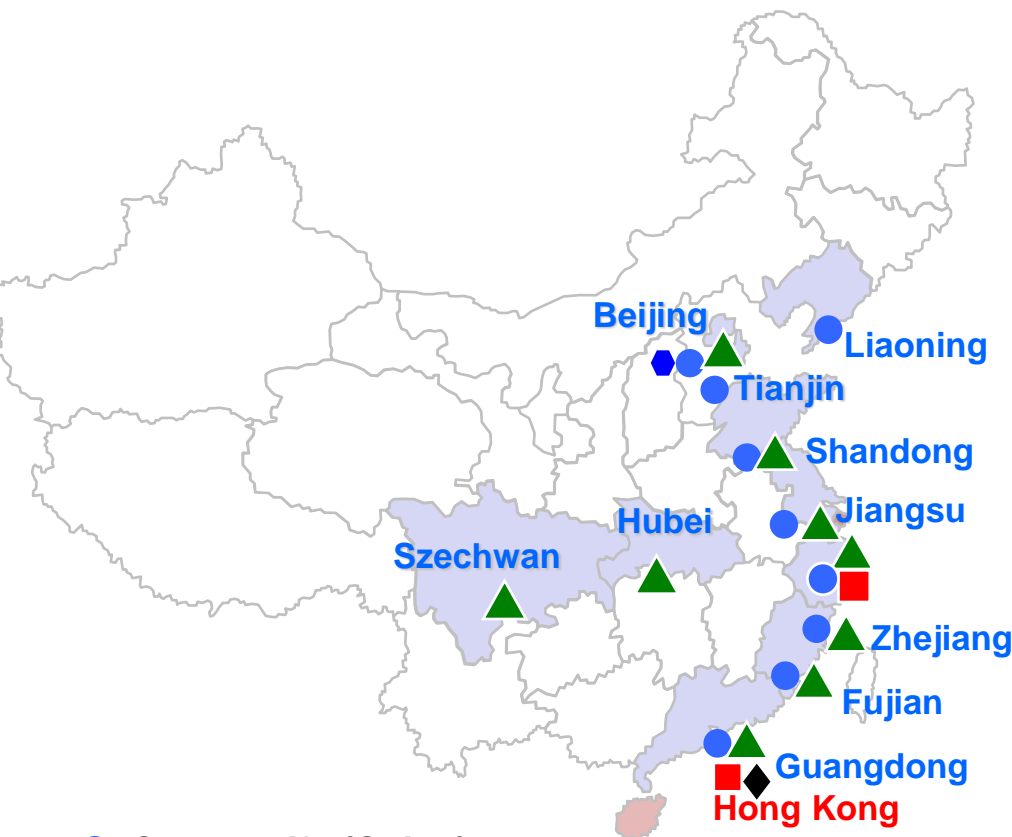 Beijing
Liaoning
Tianjin
Shandong
Jiangsu
Hubei
Szechwan
Zhejiang
Fujian
Guangdong
Hong Kong